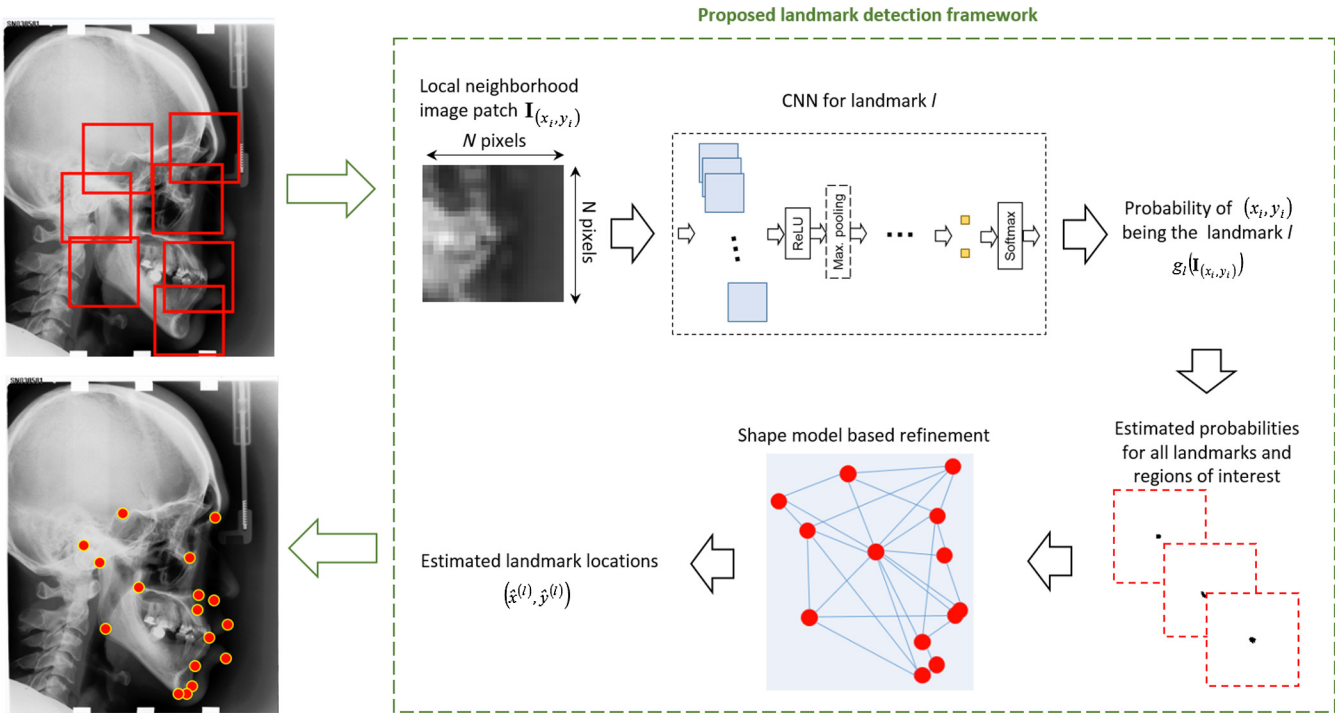 Proposed landmark detection framework
SN038581
Local neighborhood
image patch I(xᵢ,yᵢ)
N pixels
N pixels
CNN for landmark l
ReLU
Max. pooling
Softmax
Probability of (xᵢ,yᵢ)
being the landmark l
gₗ(I(xᵢ,yᵢ))
SN038581
Estimated probabilities
for all landmarks and
regions of interest
Shape model based refinement
Estimated landmark locations
(x̂⁽ˡ⁾,ŷ⁽ˡ⁾)